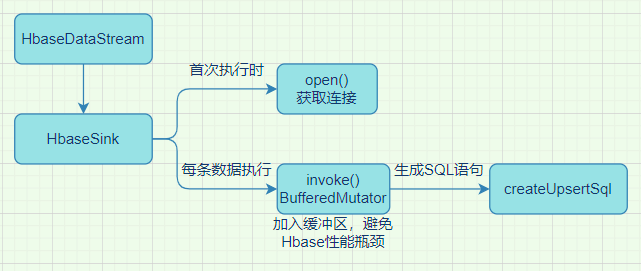 HbaseDataStream
首次执行时
open()
获取连接
HbaseSink
每条数据执行
invoke()
BufferedMutator
生成SQL语句
createUpsertSql
加入缓冲区，避免
Hbase性能瓶颈